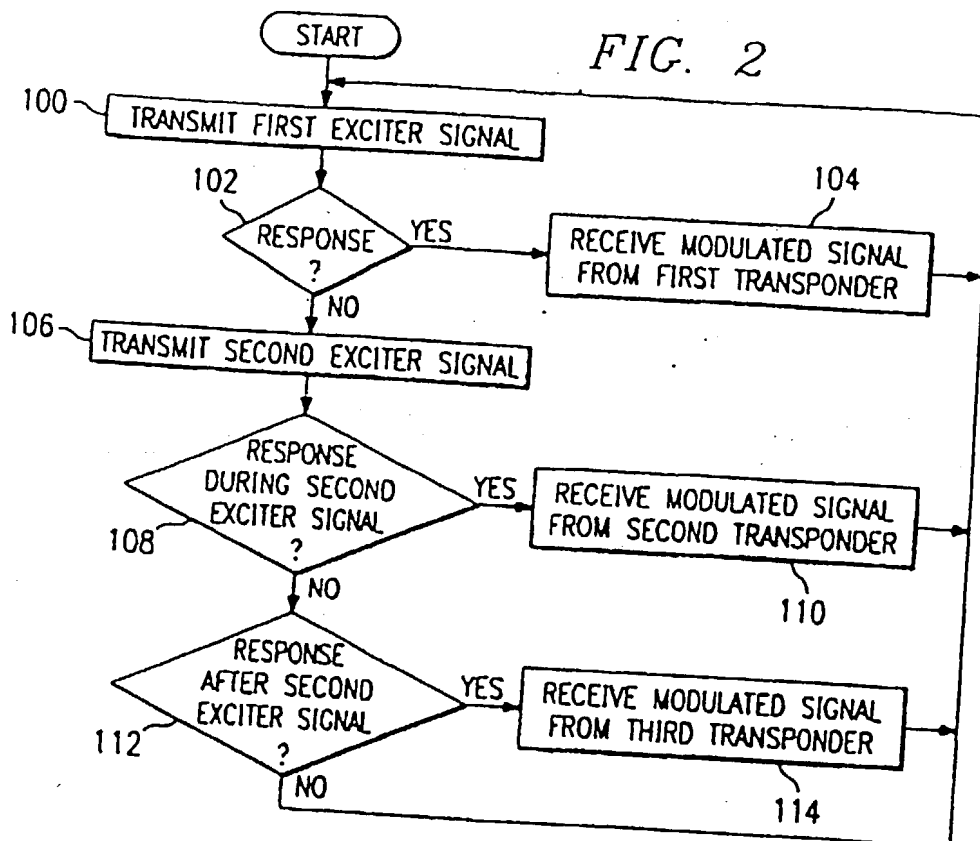 START
FIG. 2
100
TRANSMIT FIRST EXCITER SIGNAL
102
RESPONSE
?
YES
NO
104
RECEIVE MODULATED SIGNAL
FROM FIRST TRANSPONDER
106
TRANSMIT SECOND EXCITER SIGNAL
RESPONSE
DURING SECOND
EXCITER SIGNAL
?
108
YES
NO
RECEIVE MODULATED SIGNAL
FROM SECOND TRANSPONDER
110
RESPONSE
AFTER SECOND
EXCITER SIGNAL
?
112
YES
NO
RECEIVE MODULATED SIGNAL
FROM THIRD TRANSPONDER
114